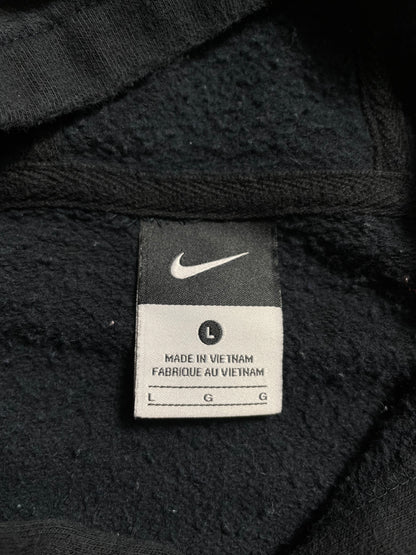 L
MADE IN VIETNAM
FABRIQUE AU VIETNAM
L G G